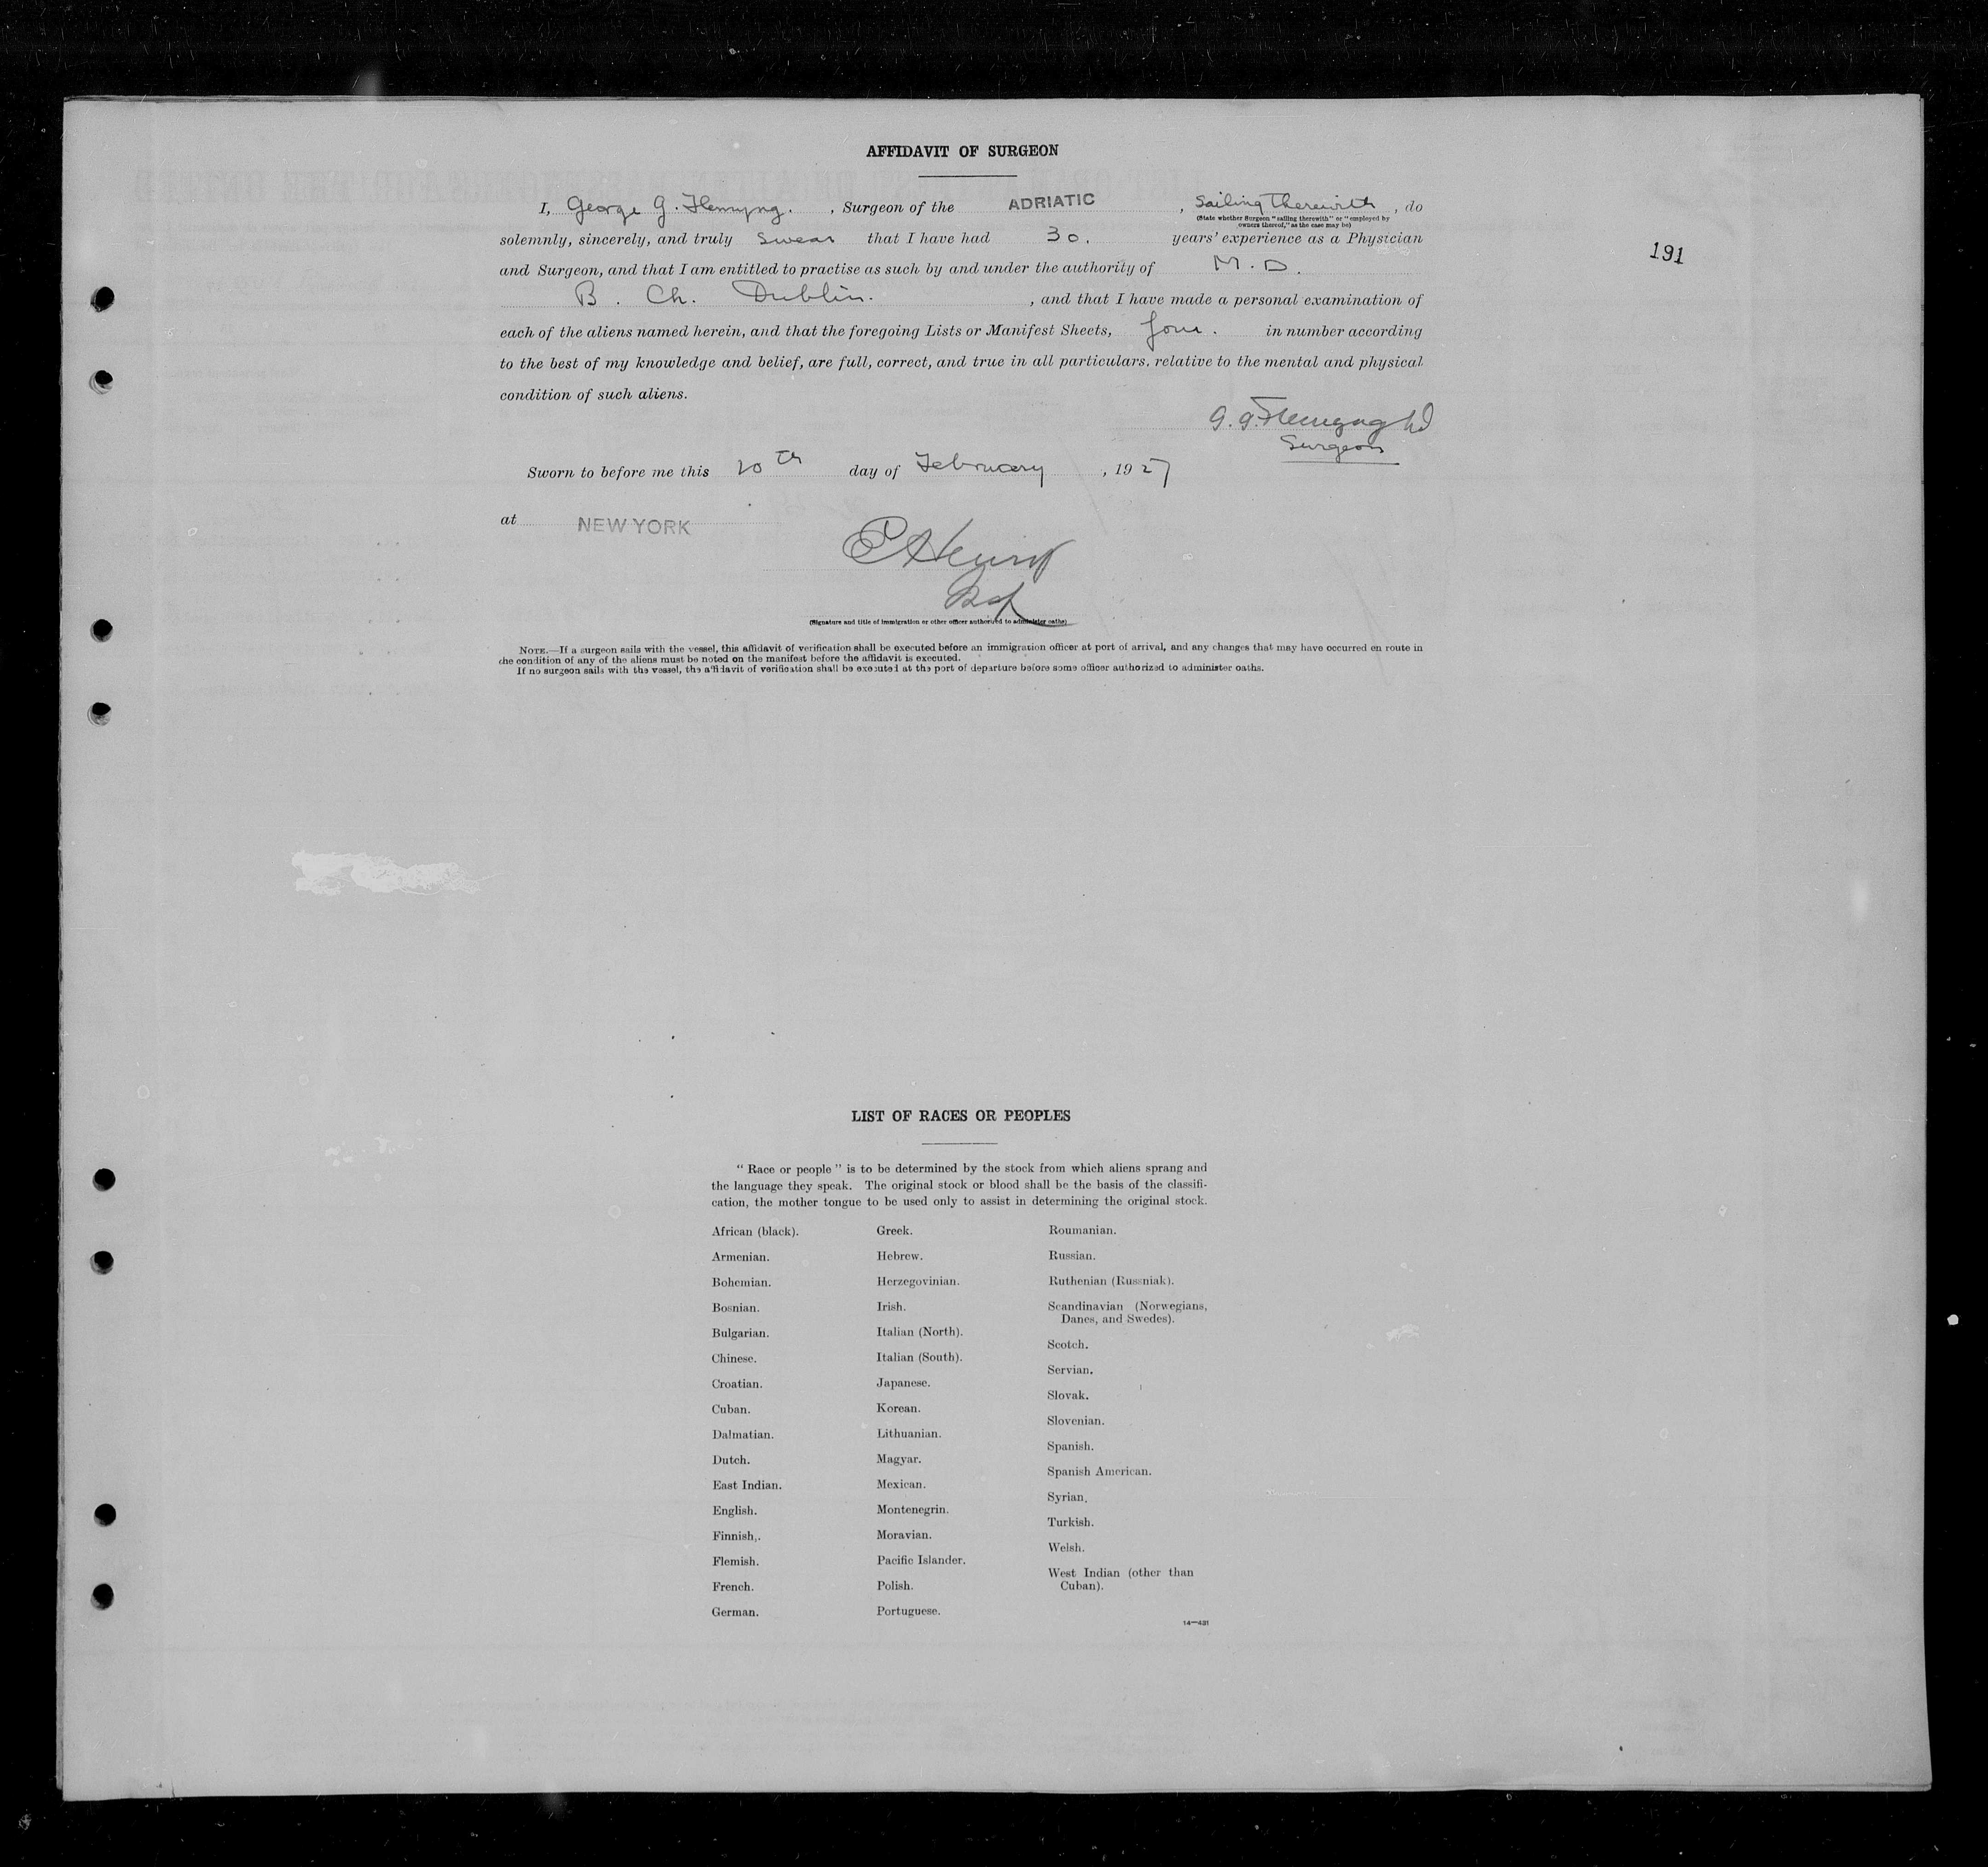 AFFIDAVIT OF SURGEON
I, George G. Flemyng. , Surgeon of the ADRIATIC , Sailing Therewith , do
(State whether Surgeon "sailing therewith" or "employed by
owners thereof," as the case may be)
solemnly, sincerely, and truly swear that I have had 30. years' experience as a Physician
191
and Surgeon, and that I am entitled to practise as such by and under the authority of M. D.
B. Ch. Dublin. , and that I have made a personal examination of
each of the aliens named herein, and that the foregoing Lists or Manifest Sheets, four. in number according
to the best of my knowledge and belief, are full, correct, and true in all particulars, relative to the mental and physical
condition of such aliens.
G. G. Flemyng
Surgeon
Sworn to before me this 20th day of February , 1927
at NEW YORK
(Signature and title of immigration or other officer authorized to administer oaths)
NOTE.—If a surgeon sails with the vessel, this affidavit of verification shall be executed before an immigration officer at port of arrival, and any changes that may have occurred en route in
the condition of any of the aliens must be noted on the manifest before the affidavit is executed.
If no surgeon sails with the vessel, the affidavit of verification shall be executed at the port of departure before some officer authorized to administer oaths.
LIST OF RACES OR PEOPLES
"Race or people" is to be determined by the stock from which aliens sprang and
the language they speak. The original stock or blood shall be the basis of the classifi-
cation, the mother tongue to be used only to assist in determining the original stock.
African (black).
Armenian.
Bohemian.
Bosnian.
Bulgarian.
Chinese.
Croatian.
Cuban.
Dalmatian.
Dutch.
East Indian.
English.
Finnish,.
Flemish.
French.
German.
Greek.
Hebrew.
Herzegovinian.
Irish.
Italian (North).
Italian (South).
Japanese.
Korean.
Lithuanian.
Magyar.
Mexican.
Montenegrin.
Moravian.
Pacific Islander.
Polish.
Portuguese.
Roumanian.
Russian.
Ruthenian (Russniak).
Scandinavian (Norwegians,
Danes, and Swedes).
Scotch.
Servian.
Slovak.
Slovenian.
Spanish.
Spanish American.
Syrian.
Turkish.
Welsh.
West Indian (other than
Cuban).
14—431